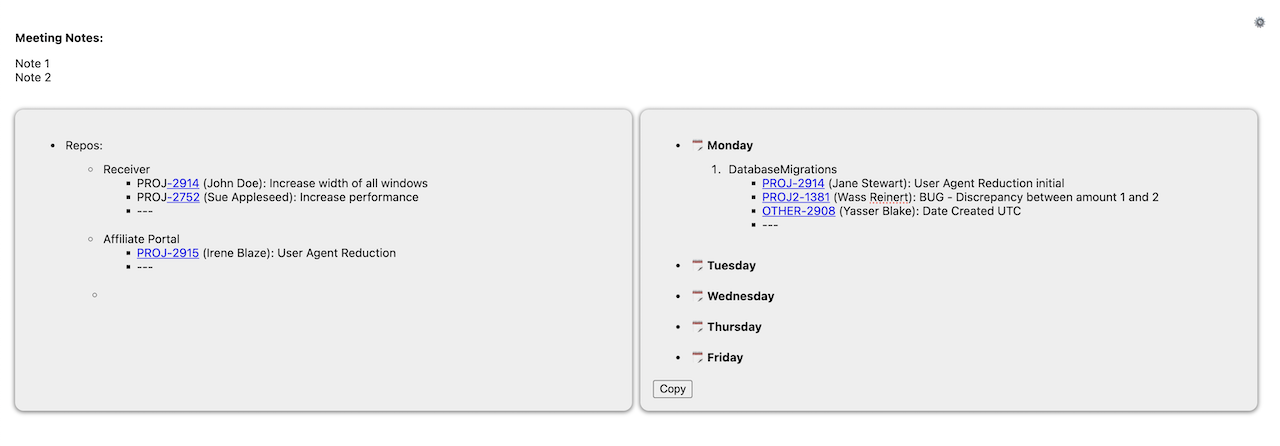 Meeting Notes:
Note 1
Note 2
Repos:
Receiver
PROJ-2914 (John Doe): Increase width of all windows
PROJ-2752 (Sue Appleseed): Increase performance
---
Affiliate Portal
PROJ-2915 (Irene Blaze): User Agent Reduction
---
Monday
1. DatabaseMigrations
PROJ-2914 (Jane Stewart): User Agent Reduction initial
PROJ2-1381 (Wass Reinert): BUG - Discrepancy between amount 1 and 2
OTHER-2908 (Yasser Blake): Date Created UTC
---
Tuesday
Wednesday
Thursday
Friday
Copy